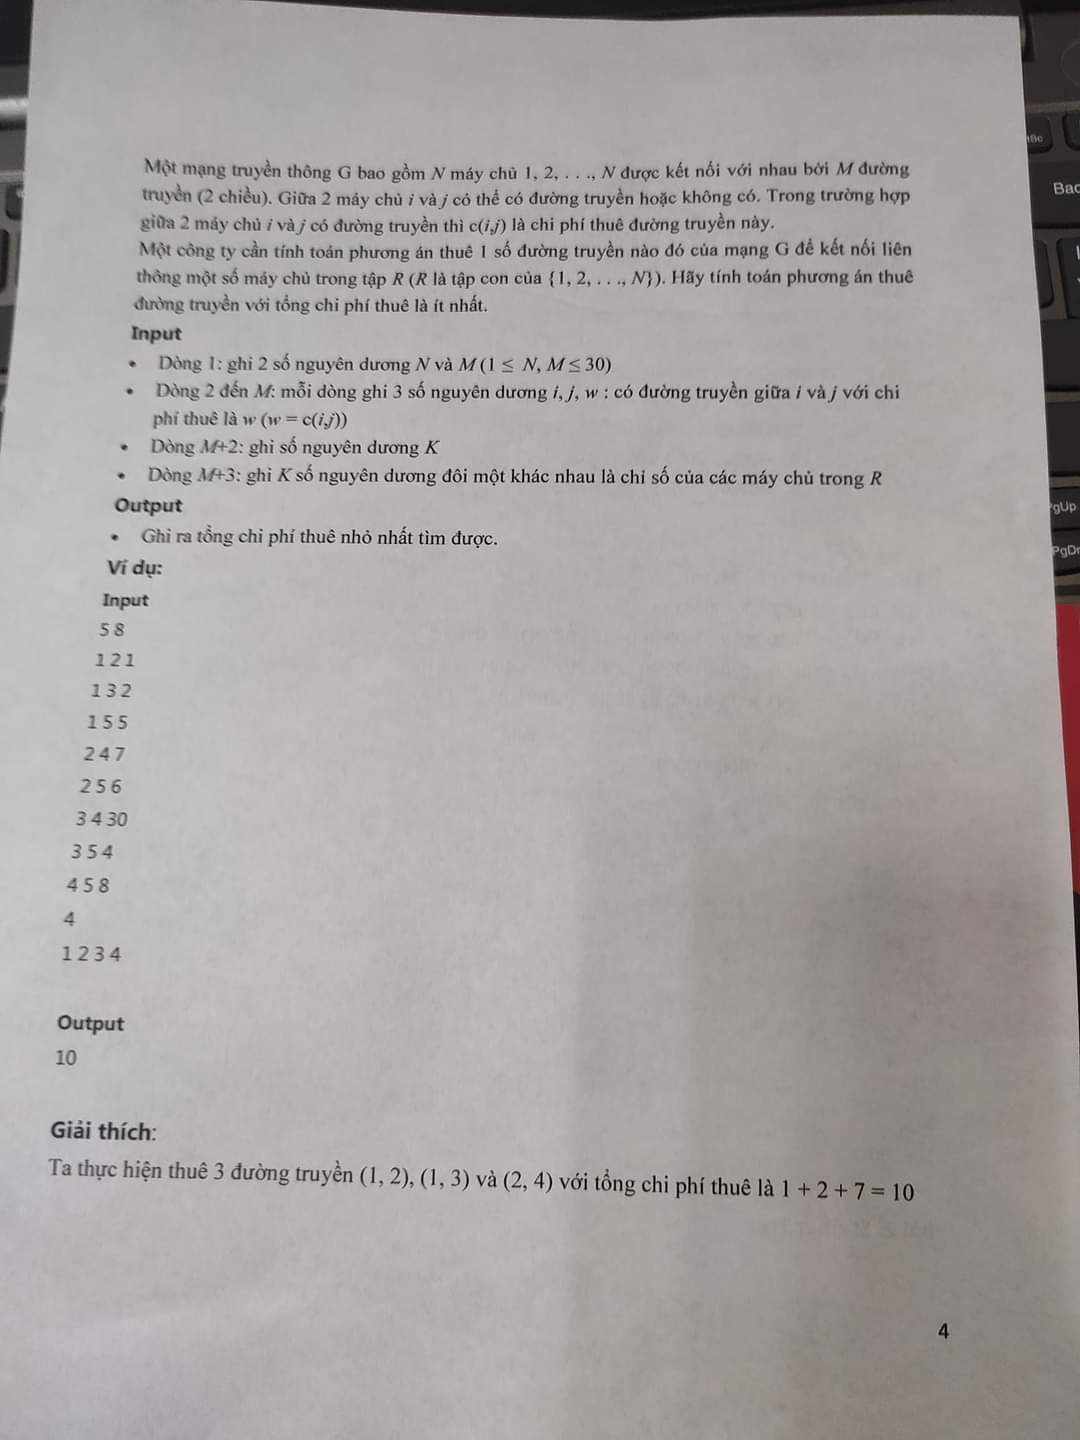 Một mạng truyền thông G bao gồm N máy chủ 1, 2, . . ., N được kết nối với nhau bởi M đường
truyền (2 chiều). Giữa 2 máy chủ i và j có thể có đường truyền hoặc không có. Trong trường hợp
giữa 2 máy chủ i và j có đường truyền thì c(i,j) là chi phí thuê đường truyền này.
Một công ty cần tính toán phương án thuê 1 số đường truyền nào đó của mạng G để kết nối liên
thông một số máy chủ trong tập R (R là tập con của {1, 2, . . ., N}). Hãy tính toán phương án thuê
đường truyền với tổng chi phí thuê là ít nhất.
Input
• Dòng 1: ghi 2 số nguyên dương N và M (1 ≤ N, M ≤ 30)
• Dòng 2 đến M: mỗi dòng ghi 3 số nguyên dương i, j, w : có đường truyền giữa i và j với chi
phí thuê là w (w = c(i,j))
• Dòng M+2: ghi số nguyên dương K
• Dòng M+3: ghi K số nguyên dương đôi một khác nhau là chỉ số của các máy chủ trong R
Output
• Ghi ra tổng chi phí thuê nhỏ nhất tìm được.
Ví dụ:
Input
5 8
1 2 1
1 3 2
1 5 5
2 4 7
2 5 6
3 4 30
3 5 4
4 5 8
4
1 2 3 4
Output
10
Giải thích:
Ta thực hiện thuê 3 đường truyền (1, 2), (1, 3) và (2, 4) với tổng chi phí thuê là 1 + 2 + 7 = 10
4
Bac
PgUp
PgDn